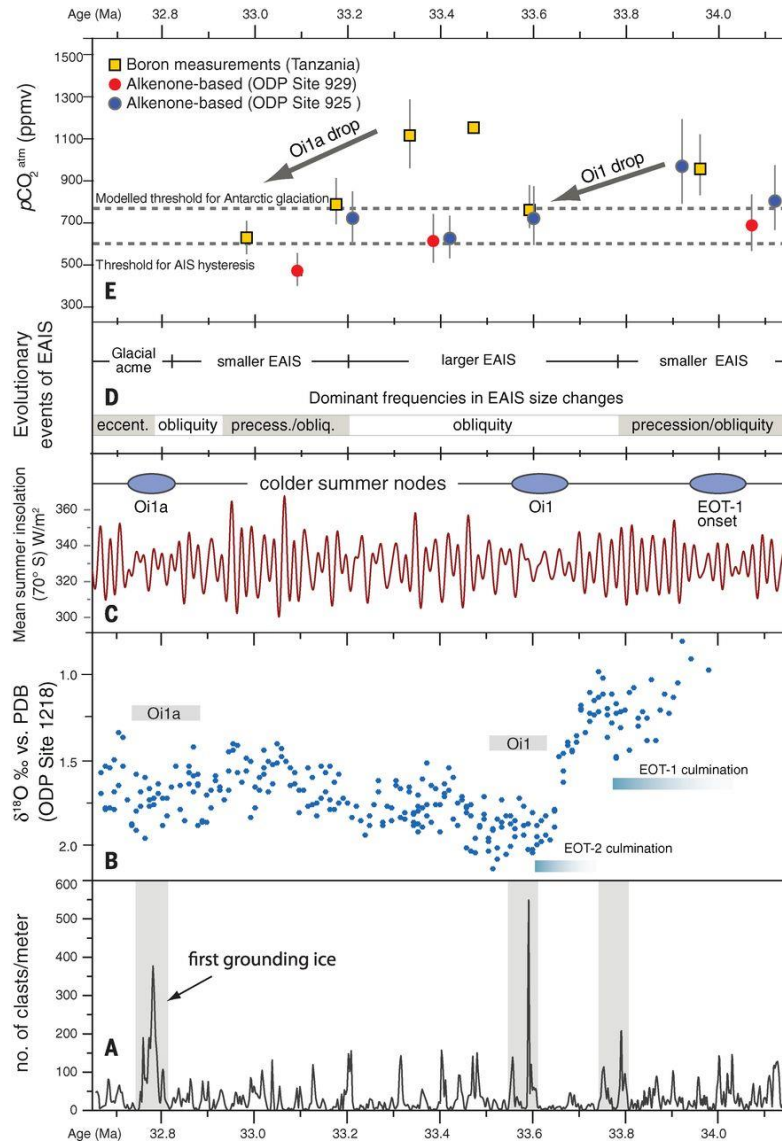 Age (Ma) 32.8 33.0 33.2 33.4 33.6 33.8 34.0
1500
1300
1100
900
700
500
300
pCO₂ᵃᵗᵐ (ppmv)
Boron measurements (Tanzania)
Alkenone-based (ODP Site 929)
Alkenone-based (ODP Site 925 )
Oi1a drop
Oi1 drop
Modelled threshold for Antarctic glaciation
Threshold for AIS hysteresis
E
Evolutionary
events of EAIS
Glacial
acme
smaller EAIS
larger EAIS
smaller EAIS
D
Dominant frequencies in EAIS size changes
eccent. obliquity precess./obliq. obliquity precession/obliquity
Mean summer insolation
(70° S) W/m²
360
340
320
300
colder summer nodes
Oi1a
Oi1
EOT-1
onset
C
δ¹⁸O ‰ vs. PDB
(ODP Site 1218)
1.0
1.5
2.0
Oi1a
Oi1
EOT-1 culmination
EOT-2 culmination
B
no. of clasts/meter
600
500
400
300
200
100
0
first grounding ice
A
Age (Ma) 32.8 33.0 33.2 33.4 33.6 33.8 34.0